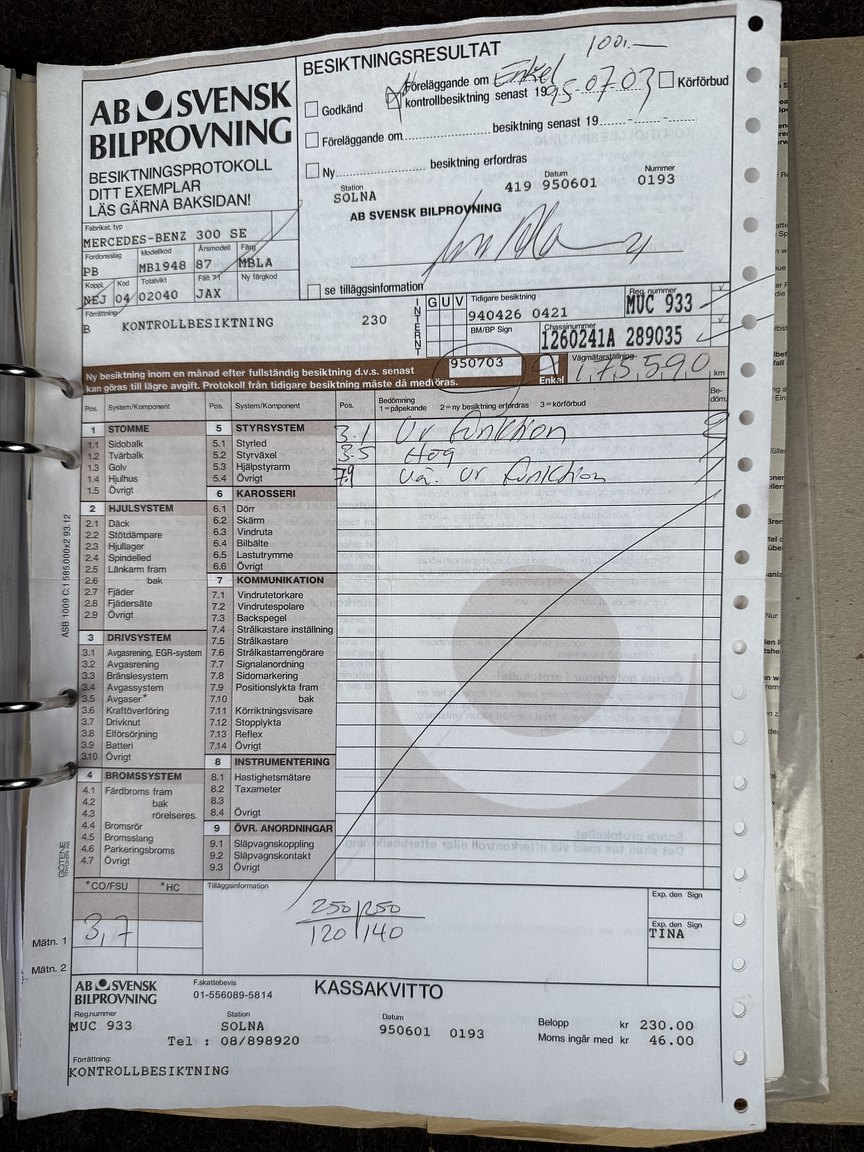 BESIKTNINGSRESULTAT
100:-
AB SVENSK
BILPROVNING
BESIKTNINGSPROTOKOLL
DITT EXEMPLAR
LÄS GÄRNA BAKSIDAN!
Godkänd
Föreläggande om Enkel
kontrollbesiktning senast 1995-07-03
Körförbud
Föreläggande om besiktning senast 19
Ny besiktning erfordras
Station Datum Nummer
SOLNA 419 950601 0193
AB SVENSK BILPROVNING
se tilläggsinformation
Fabrikat, typ
MERCEDES-BENZ 300 SE
Fordonsslag Modellkod Årsmodell Färg
PB MB1948 87 MBLA
Koppl. Kod Totalvikt Fält 71 Ny färgkod
NEJ 04 02040 JAX
Förrättning
B KONTROLLBESIKTNING 230
INTERNT
G U V
Tidigare besiktning
940426 0421
BM/BP Sign
Reg. nummer
MUC 933
Chassinummer
1260241A 289035
Ny besiktning inom en månad efter fullständig besiktning d.v.s. senast 950703
kan göras till lägre avgift. Protokoll från tidigare besiktning måste då medföras.
Enkel
Vägmätarställning
175590 km
Pos. System/Komponent Pos. System/Komponent Pos. Bedömning Be-
1 = påpekande 2 = ny besiktning erfordras 3 = körförbud döm.
1 STOMME
1.1 Sidobalk
1.2 Tvärbalk
1.3 Golv
1.4 Hjulhus
1.5 Övrigt
2 HJULSYSTEM
2.1 Däck
2.2 Stötdämpare
2.3 Hjullager
2.4 Spindelled
2.5 Länkarm fram
2.6 bak
2.7 Fjäder
2.8 Fjädersäte
2.9 Övrigt
3 DRIVSYSTEM
3.1 Avgasrening, EGR-system
3.2 Avgasrening
3.3 Bränslesystem
3.4 Avgassystem
3.5 Avgaser*
3.6 Kraftöverföring
3.7 Drivknut
3.8 Elförsörjning
3.9 Batteri
3.10 Övrigt
4 BROMSSYSTEM
4.1 Färdbroms fram
4.2 bak
4.3 rörelseres.
4.4 Bromsrör
4.5 Bromsslang
4.6 Parkeringsbroms
4.7 Övrigt
5 STYRSYSTEM
5.1 Styrled
5.2 Styrväxel
5.3 Hjälpstyrarm
5.4 Övrigt
6 KAROSSERI
6.1 Dörr
6.2 Skärm
6.3 Vindruta
6.4 Bilbälte
6.5 Lastutrymme
6.6 Övrigt
7 KOMMUNIKATION
7.1 Vindrutetorkare
7.2 Vindrutespolare
7.3 Backspegel
7.4 Strålkastare inställning
7.5 Strålkastare
7.6 Strålkastarrengörare
7.7 Signalanordning
7.8 Sidomarkering
7.9 Positionslykta fram
7.10 bak
7.11 Körriktningsvisare
7.12 Stopplykta
7.13 Reflex
7.14 Övrigt
8 INSTRUMENTERING
8.1 Hastighetsmätare
8.2 Taxameter
8.3
8.4 Övrigt
9 ÖVR. ANORDNINGAR
9.1 Släpvagnskoppling
9.2 Släpvagnskontakt
9.3 Övrigt
3.1 Ur funktion 2
3.5 Hög
7.9 Vä. Ur funktion
ASB 1009 C:1 585.000x2 93.12
*CO/FSU *HC
Mätn. 1 3,7
Mätn. 2
Tilläggsinformation
250 250
120 140
Exp. den Sign
Exp. den Sign
TINA
AB SVENSK
BILPROVNING
F.skattebevis
01-556089-5814
KASSAKVITTO
Reg.nummer Station Datum
MUC 933 SOLNA 950601 0193
Tel : 08/898920
Belopp kr 230.00
Moms ingår med kr 46.00
Förrättning:
KONTROLLBESIKTNING